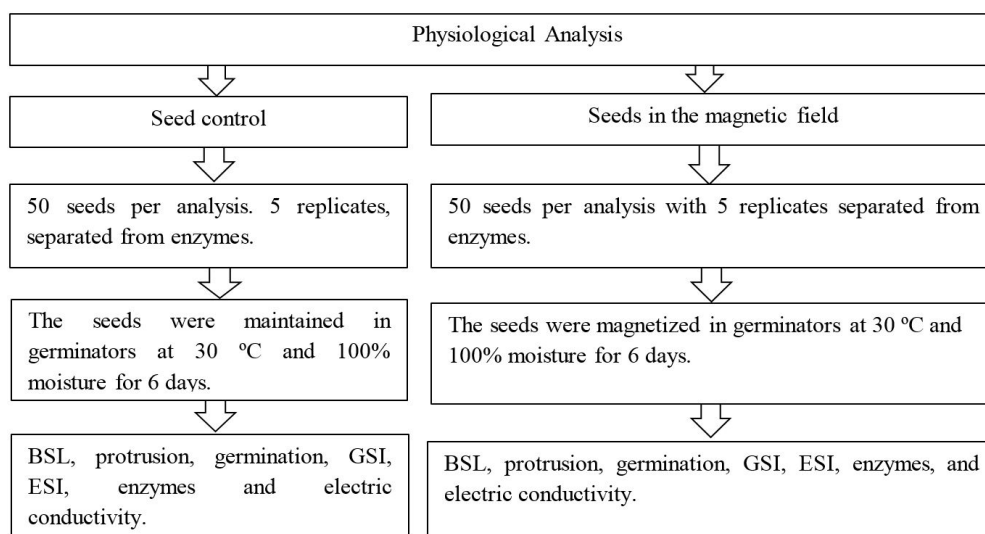 Physiological Analysis
Seed control
Seeds in the magnetic field
50 seeds per analysis. 5 replicates,
separated from enzymes.
50 seeds per analysis with 5 replicates separated from
enzymes.
The seeds were maintained in
germinators at 30 ºC and 100%
moisture for 6 days.
The seeds were magnetized in germinators at 30 ºC and
100% moisture for 6 days.
BSL, protrusion, germination, GSI,
ESI, enzymes and electric
conductivity.
BSL, protrusion, germination, GSI, ESI, enzymes, and
electric conductivity.